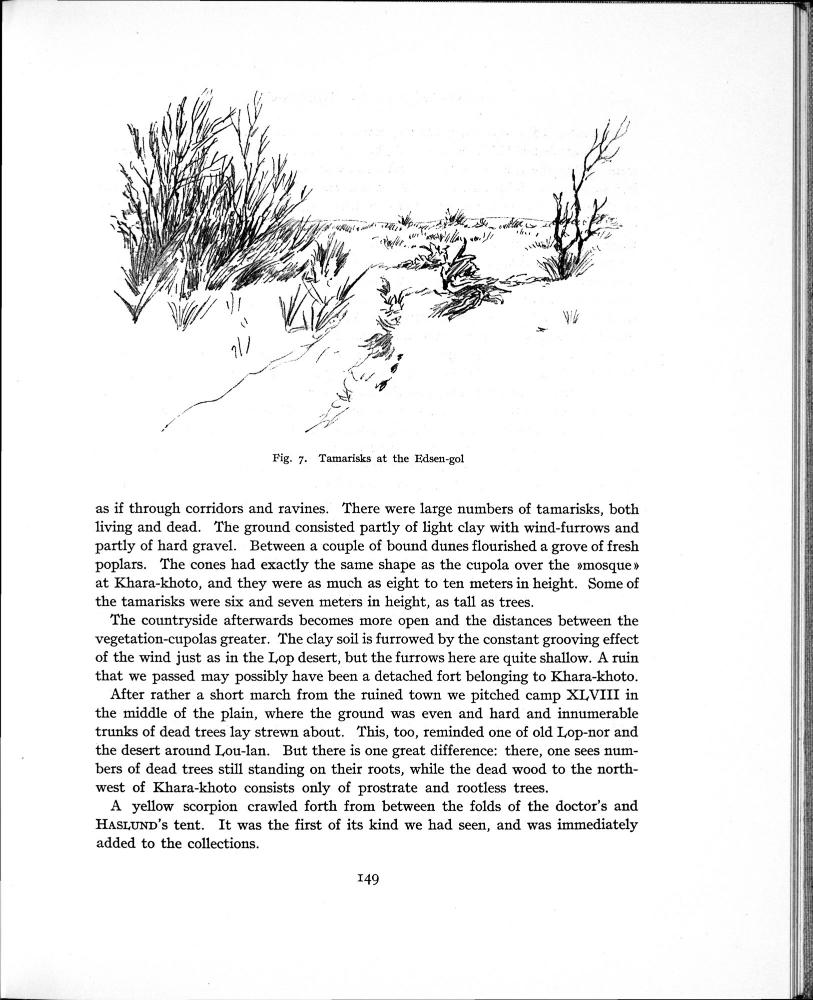 Fig. 7. Tamarisks at the Edsen-gol
as if through corridors and ravines. There were large numbers of tamarisks, both
living and dead. The ground consisted partly of light clay with wind-furrows and
partly of hard gravel. Between a couple of bound dunes flourished a grove of fresh
poplars. The cones had exactly the same shape as the cupola over the »mosque»
at Khara-khoto, and they were as much as eight to ten meters in height. Some of
the tamarisks were six and seven meters in height, as tall as trees.
The countryside afterwards becomes more open and the distances between the
vegetation-cupolas greater. The clay soil is furrowed by the constant grooving effect
of the wind just as in the Lop desert, but the furrows here are quite shallow. A ruin
that we passed may possibly have been a detached fort belonging to Khara-khoto.
After rather a short march from the ruined town we pitched camp XLVIII in
the middle of the plain, where the ground was even and hard and innumerable
trunks of dead trees lay strewn about. This, too, reminded one of old Lop-nor and
the desert around Lou-lan. But there is one great difference: there, one sees num-
bers of dead trees still standing on their roots, while the dead wood to the north-
west of Khara-khoto consists only of prostrate and rootless trees.
A yellow scorpion crawled forth from between the folds of the doctor's and
HASLUND's tent. It was the first of its kind we had seen, and was immediately
added to the collections.
149